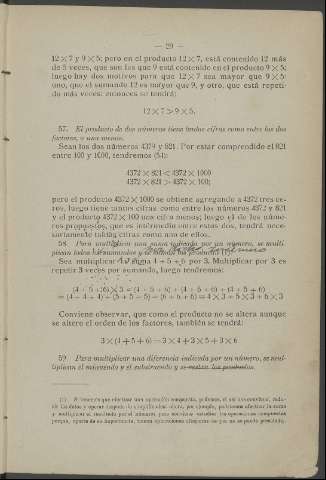 — 29 —
12 × 7 y 9 × 5; pero en el producto 12 × 7, está contenido 12 más
de 5 veces, que son las que 9 está contenido en el producto 9 × 5;
luego hay dos motivos para que 12 × 7 sea mayor que 9 × 5:
uno, que el sumando 12 es mayor que 9, y otro, que está repeti-
do más veces; entonces se tendrá:
12 × 7 > 9 × 5.
57. El producto de dos números tiene tantas cifras como entre los dos
factores, o una menos.
Sean los dos números 4379 y 821. Por estar comprendido el 821
entre 100 y 1000, tendremos (54):
4372 × 821 < 4372 × 1000
4372 × 821 > 4372 × 100;
pero el producto 4372 × 1000 se obtiene agregando a 4372 tres ce-
ros, luego tiene tantas cifras como entre los números 4372 y 821
y el producto 4372 × 100 una cifra menos; luego el de los núme-
ros propuestos, que es intermedio entre estos dos, tendrá nece-
sariamente tantas cifras como uno de ellos.
58. Para multiplicar una suma indicada por un número, se multi-
plican todos los sumandos y se suman los productos (1).
Sea multiplicar la suma 4 + 5 + 6 por 3. Multiplicar por 3 es
repetir 3 veces por sumando, luego tendremos:
(4 + 5 + 6) × 3 = (4 + 5 + 6) + (4 + 5 + 6) + (4 + 5 + 6)
= (4 + 4 + 4) + (5 + 5 + 5) + (6 + 6 + 6) = 4 × 3 + 5 × 3 + 6 × 3
Conviene observar, que como el producto no se altera aunque
se altere el orden de los factores, también se tendrá:
3 × (4 + 5 + 6) = 3 × 4 + 3 × 5 + 3 × 6
59. Para multiplicar una diferencia indicada por un número, se mul-
tiplican el minuendo y el substraendo y se restan los productos.
(1) Si